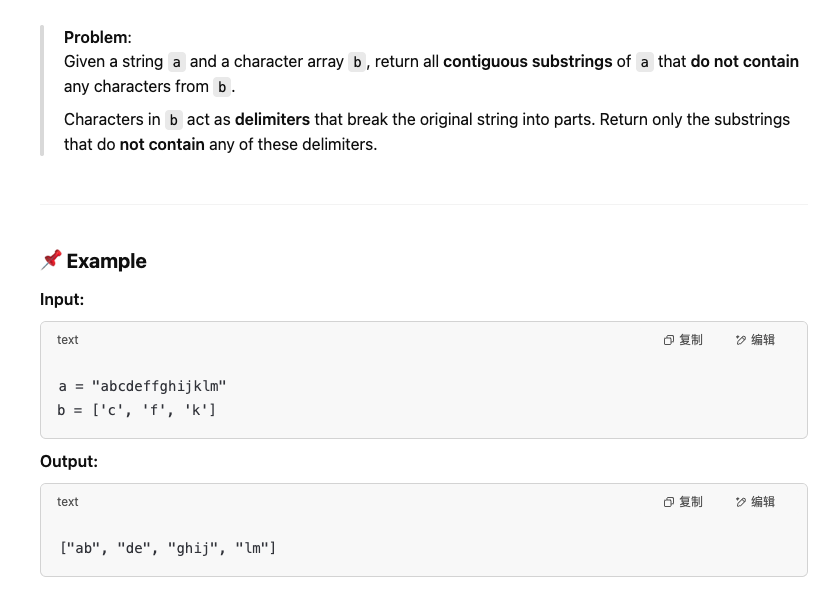 Problem:
Given a string a and a character array b, return all contiguous substrings of a that do not contain
any characters from b.
Characters in b act as delimiters that break the original string into parts. Return only the substrings
that do not contain any of these delimiters.
📌 Example
Input:
text 复制 编辑
a = "abcdeffghijklm"
b = ['c', 'f', 'k']
Output:
text 复制 编辑
["ab", "de", "ghij", "lm"]